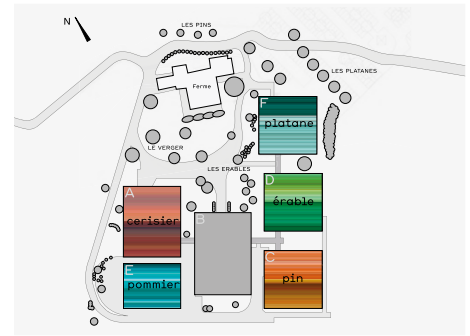 LES PINS
N
LES PLATANES
Ferme
F
platane
LE VERGER
LES ERABLES
D
érable
A
cerisier
B
C
pin
E
pommier